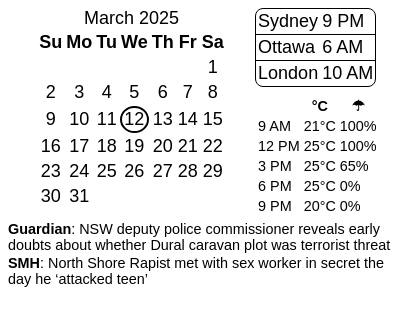 March 2025
Su Mo Tu We Th Fr Sa
1
2 3 4 5 6 7 8
9 10 11 12 13 14 15
16 17 18 19 20 21 22
23 24 25 26 27 28 29
30 31
Sydney 9 PM
Ottawa 6 AM
London 10 AM
°C ☂
9 AM 21°C 100%
12 PM 25°C 100%
3 PM 25°C 65%
6 PM 25°C 0%
9 PM 20°C 0%
Guardian: NSW deputy police commissioner reveals early
doubts about whether Dural caravan plot was terrorist threat
SMH: North Shore Rapist met with sex worker in secret the
day he ‘attacked teen’